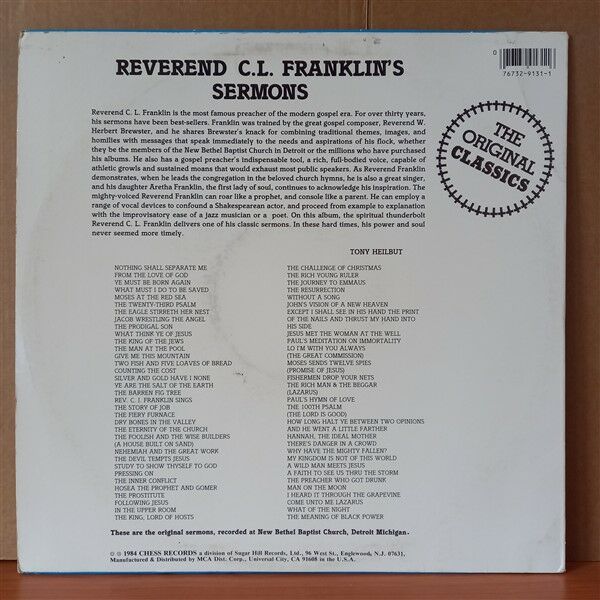 0
76732-9131-1
REVEREND C.L. FRANKLIN'S
SERMONS
THE
ORIGINAL
CLASSICS
Reverend C. L. Franklin is the most famous preacher of the modern gospel era. For over thirty years,
his sermons have been best-sellers. Franklin was trained by the great gospel composer, Reverend W.
Herbert Brewster, and he shares Brewster's knack for combining traditional themes, images, and
homilies with messages that speak immediately to the needs and aspirations of his flock, whether
they be the members of the New Bethel Baptist Church in Detroit or the millions who have purchased
his albums. He also has a gospel preacher's indispensable tool, a rich, full-bodied voice, capable of
athletic growls and sustained moans that would exhaust most public speakers. As Reverend Franklin
demonstrates, when he leads the congregation in the beloved church hymns, he is also a great singer,
and his daughter Aretha Franklin, the first lady of soul, continues to acknowledge his inspiration. The
mighty-voiced Reverend Franklin can roar like a prophet, and console like a parent. He can employ a
range of vocal devices to confound a Shakespearean actor, and proceed from example to explanation
with the improvisatory ease of a jazz musician or a poet. On this album, the spiritual thunderbolt
Reverend C. L. Franklin delivers one of his classic sermons. In these hard times, his power and soul
never seemed more timely.
TONY HEILBUT
NOTHING SHALL SEPARATE ME
FROM THE LOVE OF GOD
YE MUST BE BORN AGAIN
WHAT MUST I DO TO BE SAVED
MOSES AT THE RED SEA
THE TWENTY-THIRD PSALM
THE EAGLE STIRRETH HER NEST
JACOB WRESTLING THE ANGEL
THE PRODIGAL SON
WHAT THINK YE OF JESUS
THE KING OF THE JEWS
THE MAN AT THE POOL
GIVE ME THIS MOUNTAIN
TWO FISH AND FIVE LOAVES OF BREAD
COUNTING THE COST
SILVER AND GOLD HAVE I NONE
YE ARE THE SALT OF THE EARTH
THE BARREN FIG TREE
REV. C. L. FRANKLIN SINGS
THE STORY OF JOB
THE FIERY FURNACE
DRY BONES IN THE VALLEY
THE ETERNITY OF THE CHURCH
THE FOOLISH AND THE WISE BUILDERS
(A HOUSE BUILT ON SAND)
NEHEMIAH AND THE GREAT WORK
THE DEVIL TEMPTS JESUS
STUDY TO SHOW THYSELF TO GOD
PRESSING ON
THE INNER CONFLICT
HOSEA THE PROPHET AND GOMER
THE PROSTITUTE
FOLLOWING JESUS
IN THE UPPER ROOM
THE KING; LORD OF HOSTS
THE CHALLENGE OF CHRISTMAS
THE RICH YOUNG RULER
THE JOURNEY TO EMMAUS
THE RESURRECTION
WITHOUT A SONG
JOHN'S VISION OF A NEW HEAVEN
EXCEPT I SHALL SEE IN HIS HAND THE PRINT
OF THE NAILS AND THRUST MY HAND INTO
HIS SIDE
JESUS MET THE WOMAN AT THE WELL
PAUL'S MEDITATION ON IMMORTALITY
LO I'M WITH YOU ALWAYS
(THE GREAT COMMISSION)
MOSES SENDS TWELVE SPIES
(PROMISE OF JESUS)
FISHERMEN DROP YOUR NETS
THE RICH MAN & THE BEGGAR
(LAZARUS)
PAUL'S HYMN OF LOVE
THE 100TH PSALM
(THE LORD IS GOOD)
HOW LONG HALT YE BETWEEN TWO OPINIONS
AND HE WENT A LITTLE FARTHER
HANNAH, THE IDEAL MOTHER
THERE'S DANGER IN A CROWD
WHY HAVE THE MIGHTY FALLEN?
MY KINGDOM IS NOT OF THIS WORLD
A WILD MAN MEETS JESUS
A FAITH TO SEE US THRU THE STORM
THE PREACHER WHO GOT DRUNK
MAN ON THE MOON
I HEARD IT THROUGH THE GRAPEVINE
COME UNTO ME LAZARUS
WHAT OF THE NIGHT
THE MEANING OF BLACK POWER
These are the original sermons, recorded at New Bethel Baptist Church, Detroit Michigan.
℗ © 1984 CHESS RECORDS a division of Sugar Hill Records, Ltd., 96 West St., Englewood, N.J. 07631.
Manufactured & Distributed by MCA Dist. Corp., Universal City, CA 91608 in the U.S.A.